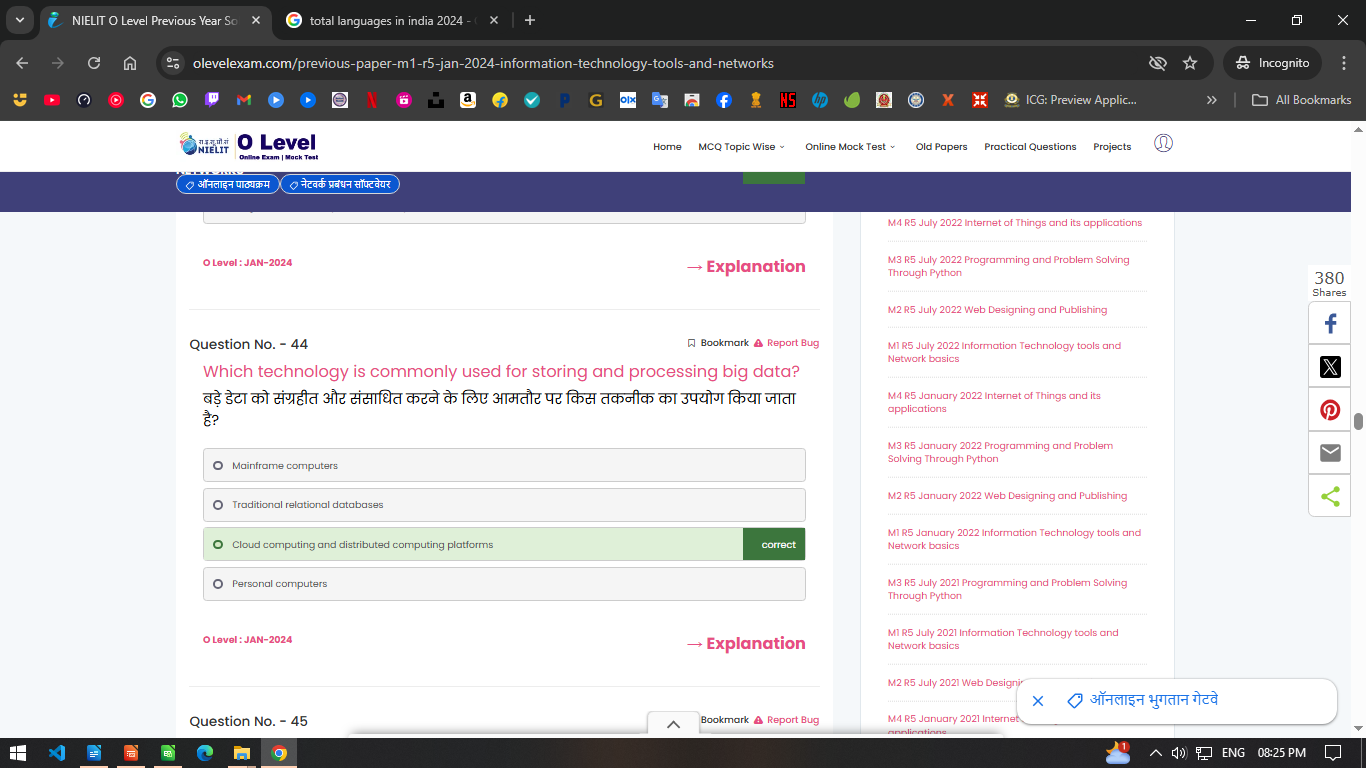 NIELIT O Level Previous Year So
total languages in india 2024 -
olevelexam.com/previous-paper-m1-r5-jan-2024-information-technology-tools-and-networks
Incognito
ICG: Preview Applic...
All Bookmarks
रा.इ.सू.प्रौ.सं
NIELIT
O Level
Online Exam | Mock Test
Home
MCQ Topic Wise
Online Mock Test
Old Papers
Practical Questions
Projects
ऑनलाइन पाठ्यक्रम
नेटवर्क प्रबंधन सॉफ्टवेयर
O Level : JAN-2024
→ Explanation
Question No. - 44
Bookmark
Report Bug
Which technology is commonly used for storing and processing big data?
बड़े डेटा को संग्रहीत और संसाधित करने के लिए आमतौर पर किस तकनीक का उपयोग किया जाता
है?
Mainframe computers
Traditional relational databases
Cloud computing and distributed computing platforms
correct
Personal computers
O Level : JAN-2024
→ Explanation
Question No. - 45
Bookmark
Report Bug
M4 R5 July 2022 Internet of Things and its applications
M3 R5 July 2022 Programming and Problem Solving
Through Python
M2 R5 July 2022 Web Designing and Publishing
M1 R5 July 2022 Information Technology tools and
Network basics
M4 R5 January 2022 Internet of Things and its
applications
M3 R5 January 2022 Programming and Problem
Solving Through Python
M2 R5 January 2022 Web Designing and Publishing
M1 R5 January 2022 Information Technology tools and
Network basics
M3 R5 July 2021 Programming and Problem Solving
Through Python
M1 R5 July 2021 Information Technology tools and
Network basics
M2 R5 July 2021 Web Designi
M4 R5 January 2021 Internet
applications
380
Shares
ऑनलाइन भुगतान गेटवे
1
ENG
08:25 PM